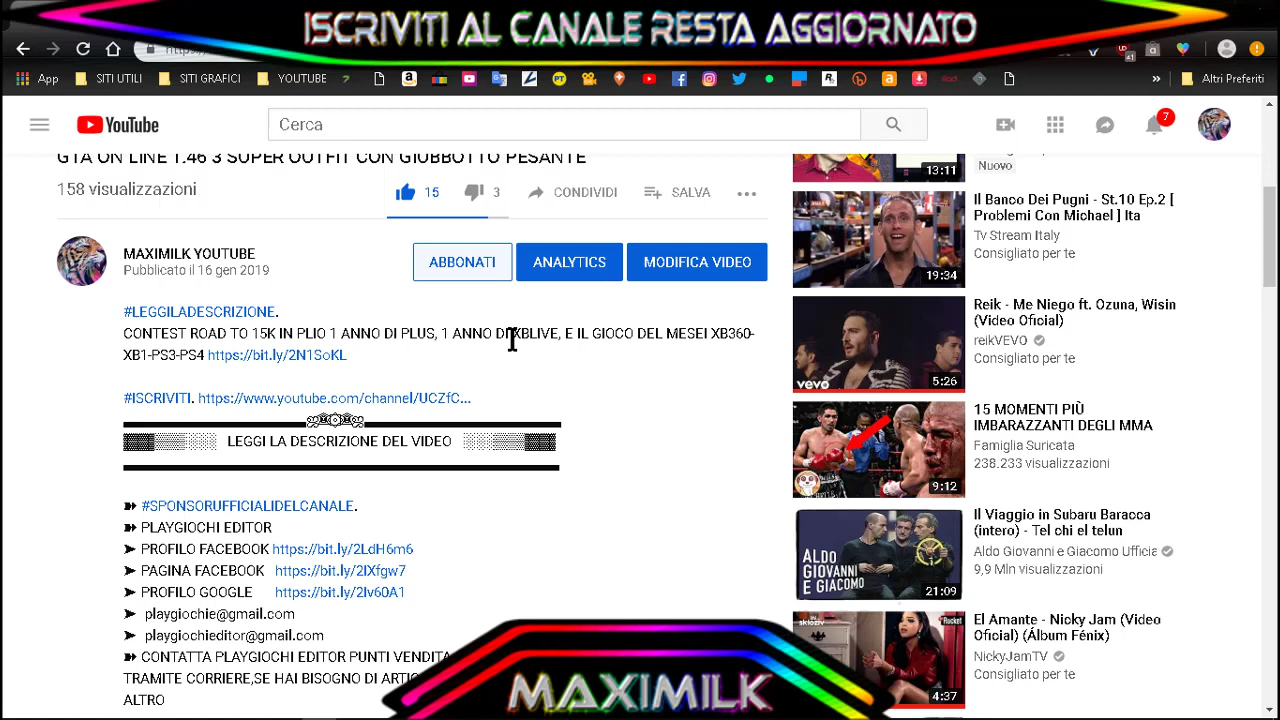 ISCRIVITI AL CANALE RESTA AGGIORNATO
App
SITI UTILI
SITI GRAFICI
YOUTUBE
»
Altri Preferiti
YouTube
Cerca
7
GTA ON LINE 1.46 3 SUPER OUTFIT CON GIUBBOTTO PESANTE
158 visualizzazioni
15
3
CONDIVIDI
SALVA
MAXIMILK YOUTUBE
Pubblicato il 16 gen 2019
ABBONATI
ANALYTICS
MODIFICA VIDEO
#LEGGILADESCRIZIONE.
CONTEST ROAD TO 15K IN PLIO 1 ANNO DI PLUS, 1 ANNO DI XBLIVE, E IL GIOCO DEL MESEI XB360-
XB1-PS3-PS4 https://bit.ly/2N1SoKL
#ISCRIVITI. https://www.youtube.com/channel/UCZfC...
LEGGI LA DESCRIZIONE DEL VIDEO
➽ #SPONSORUFFICIALIDELCANALE.
➽ PLAYGIOCHI EDITOR
➤ PROFILO FACEBOOK https://bit.ly/2LdH6m6
➤ PAGINA FACEBOOK https://bit.ly/2IXfgw7
➤ PROFILO GOOGLE https://bit.ly/2Iv60A1
➤ playgiochie@gmail.com
➤ playgiochieditor@gmail.com
➽ CONTATTA PLAYGIOCHI EDITOR PUNTI VENDITA
TRAMITE CORRIERE,SE HAI BISOGNO DI ARTIC
ALTRO
MAXIMILK
13:11
Nuovo
Il Banco Dei Pugni - St.10 Ep.2 [
Problemi Con Michael ] Ita
Tv Stream Italy
Consigliato per te
19:34
Reik - Me Niego ft. Ozuna, Wisin
(Video Oficial)
reikVEVO
Consigliato per te
vevo
5:26
15 MOMENTI PIÙ
IMBARAZZANTI DEGLI MMA
Famiglia Suricata
238.233 visualizzazioni
9:12
Il Viaggio in Subaru Baracca
(intero) - Tel chi el telun
Aldo Giovanni e Giacomo Ufficia
9,9 Mln visualizzazioni
ALDO
GIOVANNI
E GIACOMO
21:09
El Amante - Nicky Jam (Video
Oficial) (Álbum Fénix)
NickyJamTV
Consigliato per te
4:37